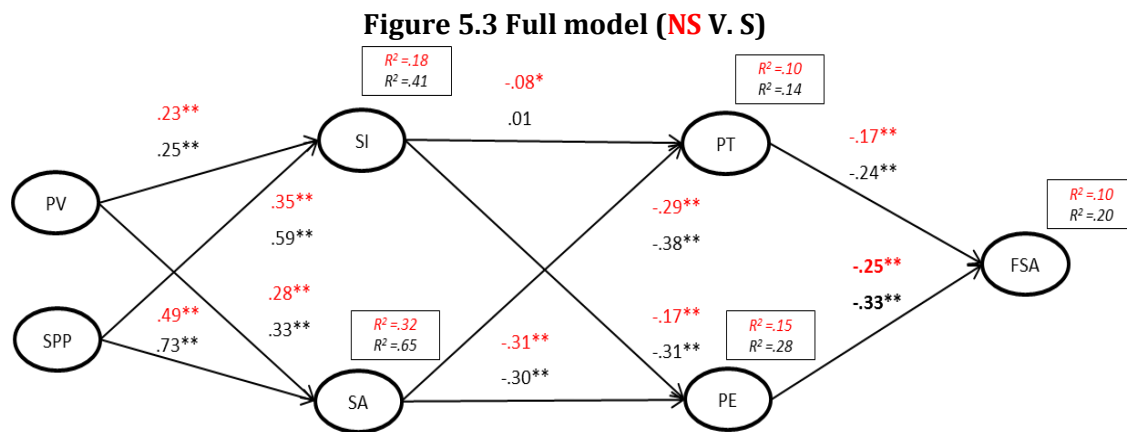 Figure 5.3 Full model (NS V. S)
R² =.18
R² =.41
-.08*
.01
R² =.10
R² =.14
.23**
.25**
SI
PT
-.17**
-.24**
PV
.35**
.59**
-.29**
-.38**
R² =.10
R² =.20
FSA
-.25**
-.33**
SPP
.49**
.73**
.28**
.33**
R² =.32
R² =.65
-.31**
-.30**
-.17**
-.31**
R² =.15
R² =.28
SA
PE